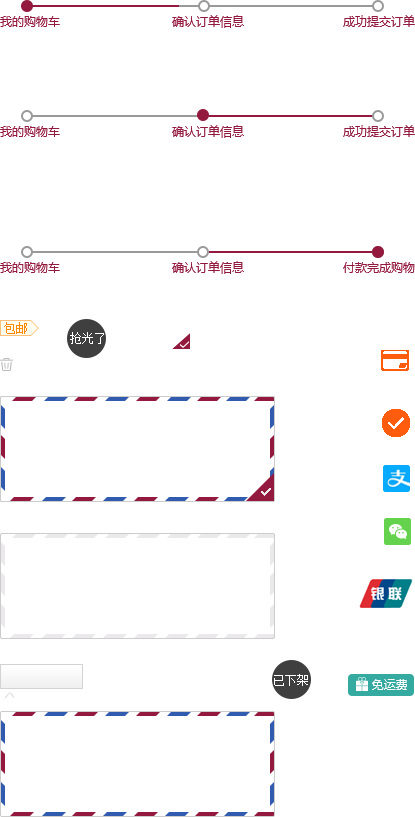 我的购物车 确认订单信息 成功提交订单
我的购物车 确认订单信息 成功提交订单
我的购物车 确认订单信息 付款完成购物
包邮
抢光了
支
银联
已下架
免运费